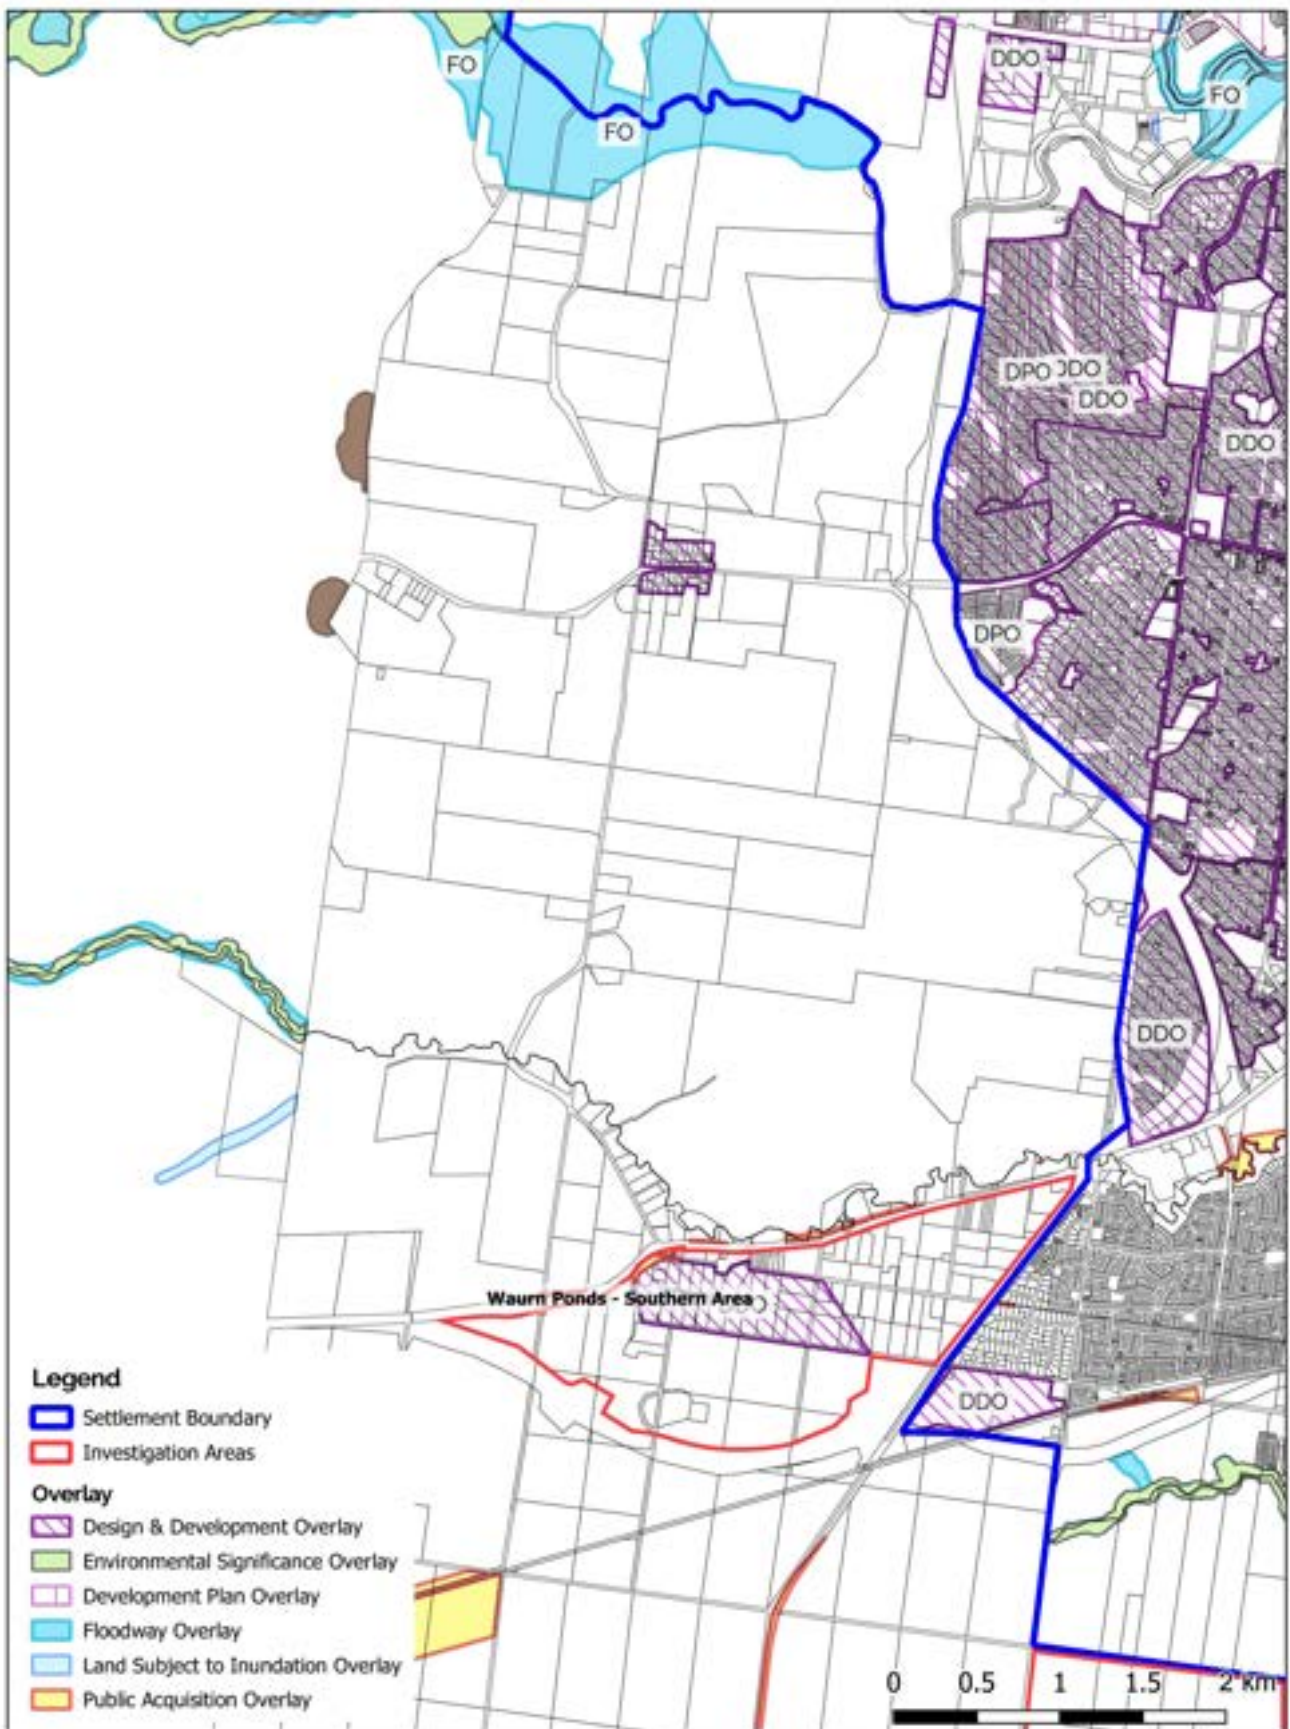 FO
DDO
FO
FO
DPO DDO
DDO
DDO
DPO
DDO
Waurn Ponds - Southern Area
DDO
Legend
Settlement Boundary
Investigation Areas
Overlay
Design & Development Overlay
Environmental Significance Overlay
Development Plan Overlay
Floodway Overlay
Land Subject to Inundation Overlay
Public Acquisition Overlay
0 0.5 1 1.5 2 km